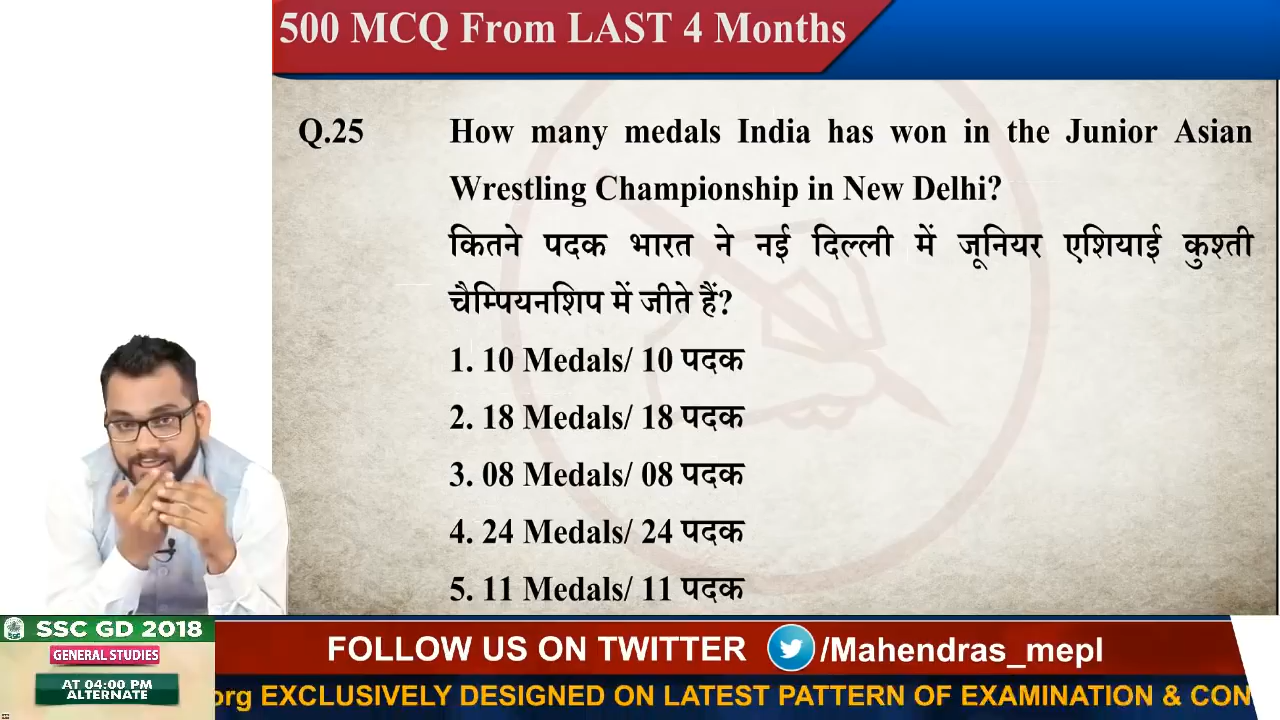 500 MCQ From LAST 4 Months
Q.25 How many medals India has won in the Junior Asian
Wrestling Championship in New Delhi?
कितने पदक भारत ने नई दिल्ली में जूनियर एशियाई कुश्ती
चैम्पियनशिप में जीते हैं?
1. 10 Medals/ 10 पदक
2. 18 Medals/ 18 पदक
3. 08 Medals/ 08 पदक
4. 24 Medals/ 24 पदक
5. 11 Medals/ 11 पदक
SSC GD 2018
GENERAL STUDIES
AT 04:00 PM
ALTERNATE
FOLLOW US ON TWITTER /Mahendras_mepl
org EXCLUSIVELY DESIGNED ON LATEST PATTERN OF EXAMINATION & CON